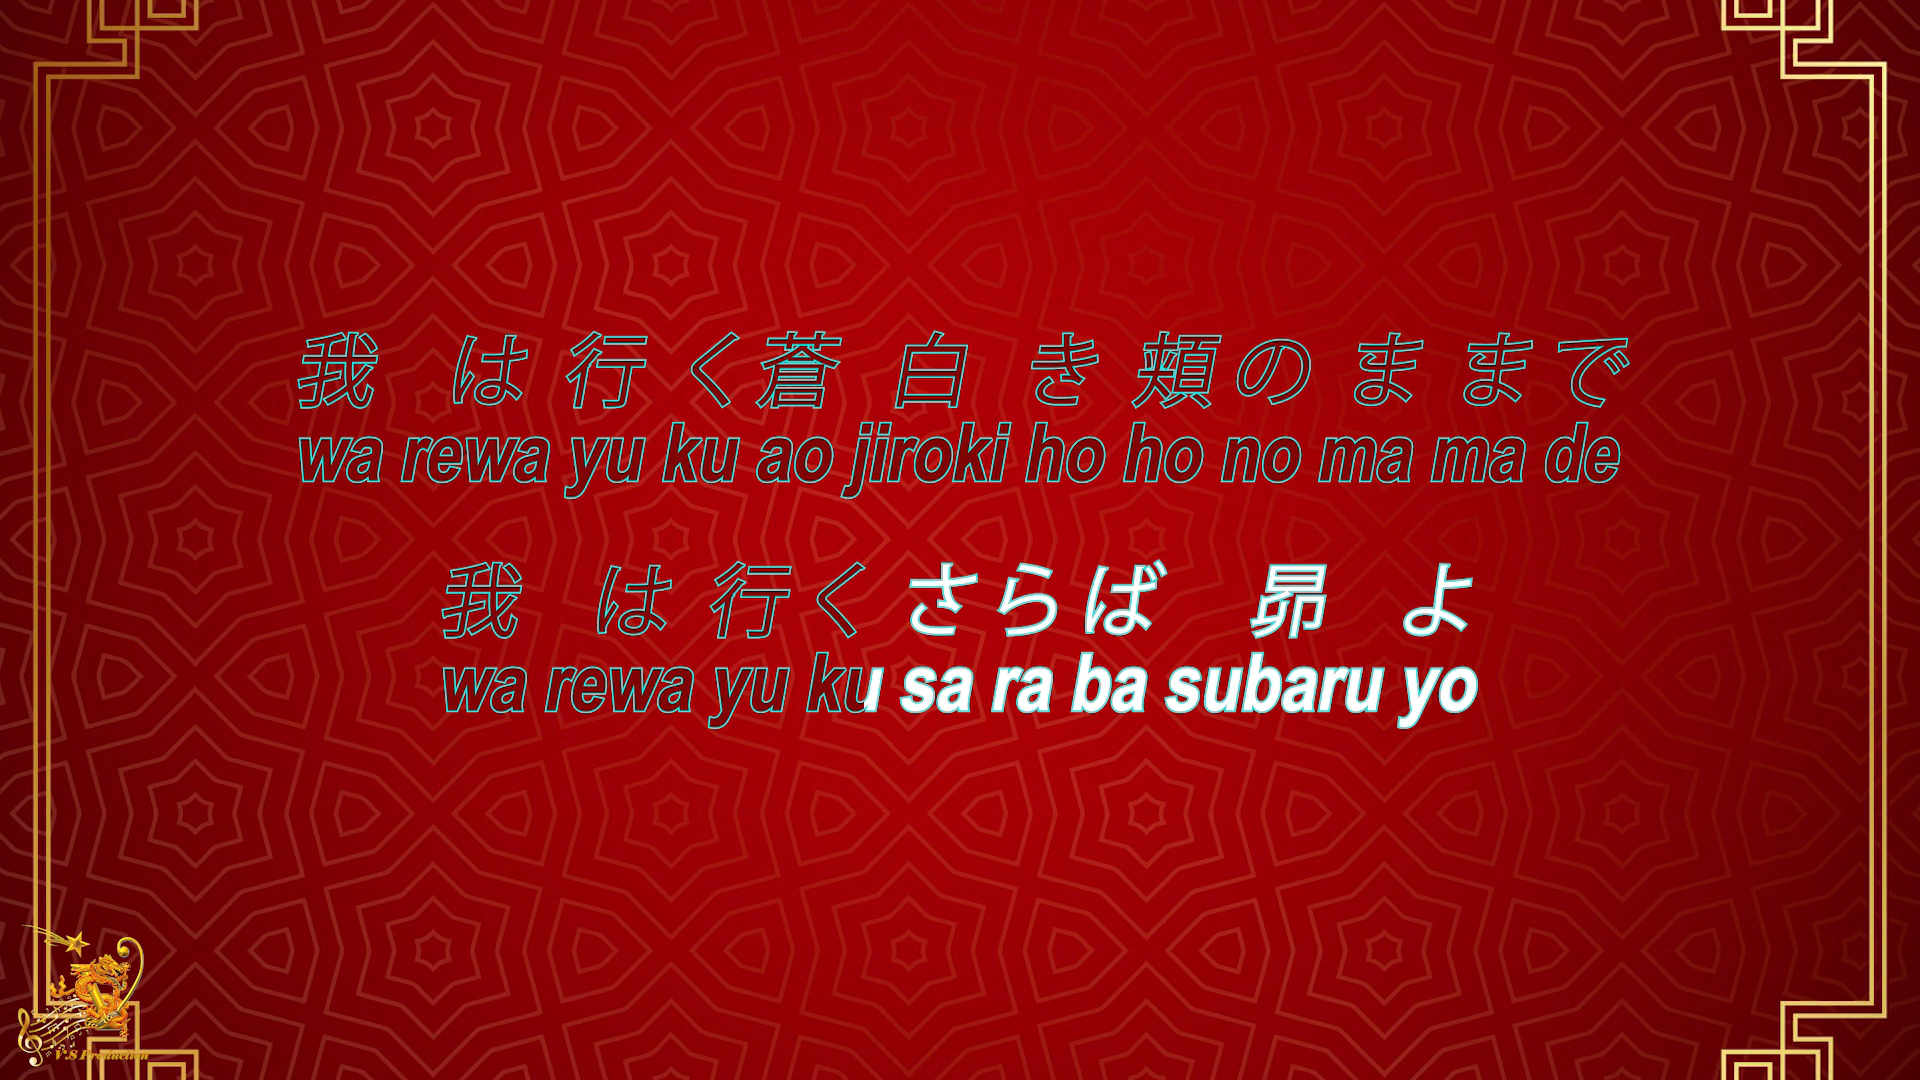 我 は 行 く蒼 白 き 頬の ま まで
wa rewa yu ku ao jiroki ho ho no ma ma de
我 は 行 く さらば 昴 よ
wa rewa yu ku sa ra ba subaru yo
V.S Production